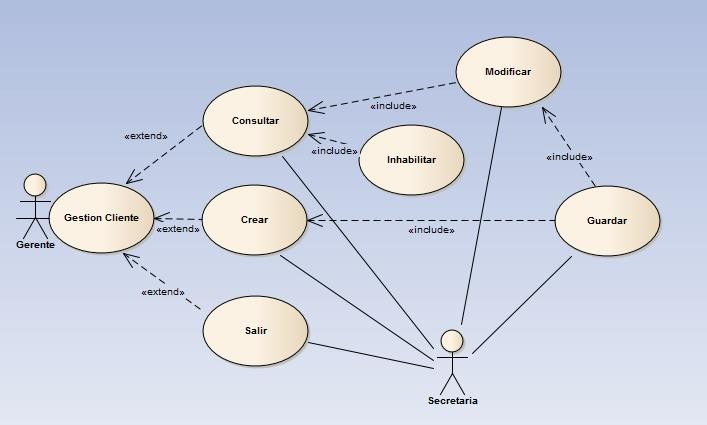 Modificar
«include»
Consultar
«extend»
«include»
Inhabilitar
«include»
Gestion Cliente
Crear
Guardar
«extend»
«include»
Gerente
«extend»
Salir
Secretaria